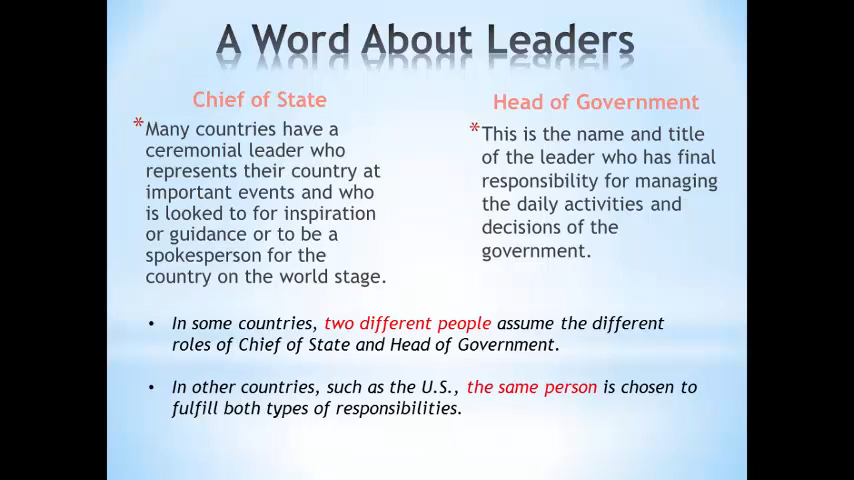 A Word About Leaders
Chief of State
*Many countries have a
ceremonial leader who
represents their country at
important events and who
is looked to for inspiration
or guidance or to be a
spokesperson for the
country on the world stage.
Head of Government
*This is the name and title
of the leader who has final
responsibility for managing
the daily activities and
decisions of the
government.
• In some countries, two different people assume the different
roles of Chief of State and Head of Government.
• In other countries, such as the U.S., the same person is chosen to
fulfill both types of responsibilities.